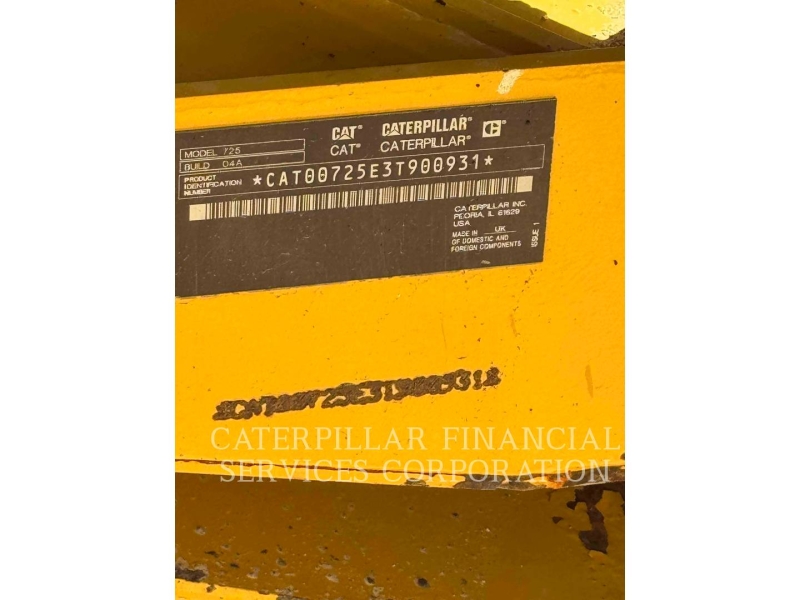 CAT® CATERPILLAR® C
CAT® CATERPILLAR®
MODEL 725
BUILD 04A
PRODUCT
IDENTIFICATION
NUMBER
*CAT00725E3T900931*
CATERPILLAR INC.
PEORIA, IL 61629
USA
MADE IN UK
OF DOMESTIC AND
FOREIGN COMPONENTS
ISSUE 1
CATERPILLAR FINANCIAL
SERVICES CORPORATION